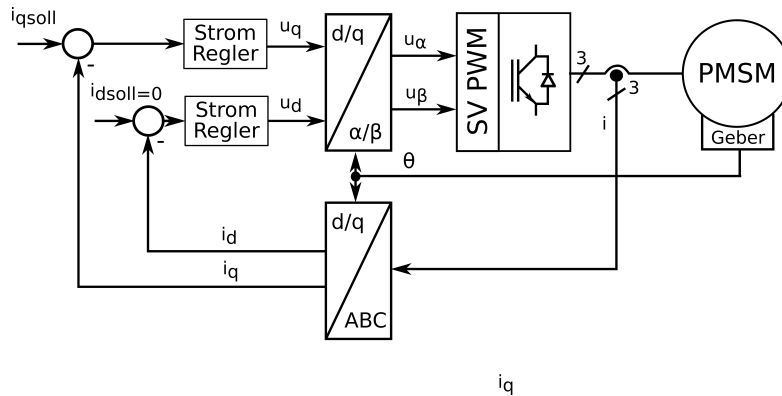 iqsoll
-
Strom
Regler
uq
d/q
α/β
uα
uβ
SV PWM
3
3
i
PMSM
Geber
idsoll=0
-
Strom
Regler
ud
θ
d/q
ABC
id
iq
iq